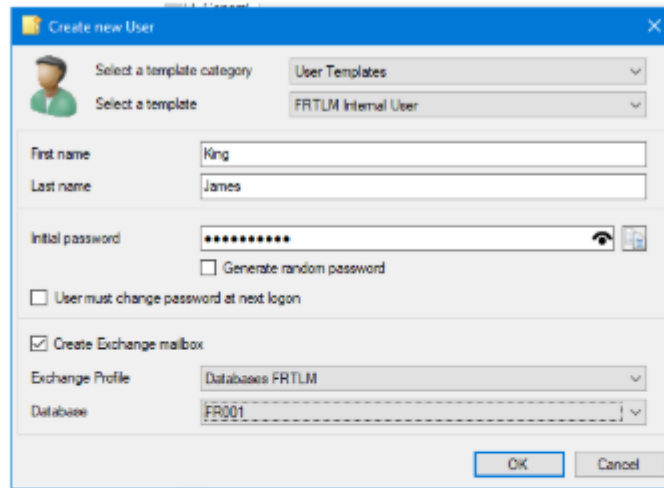 Create new User
Select a template category User Templates
Select a template FRTLM Internal User
First name King
Last name James
Initial password ●●●●●●●●●●
Generate random password
User must change password at next logon
Create Exchange mailbox
Exchange Profile Databases FRTLM
Database FR001
OK Cancel